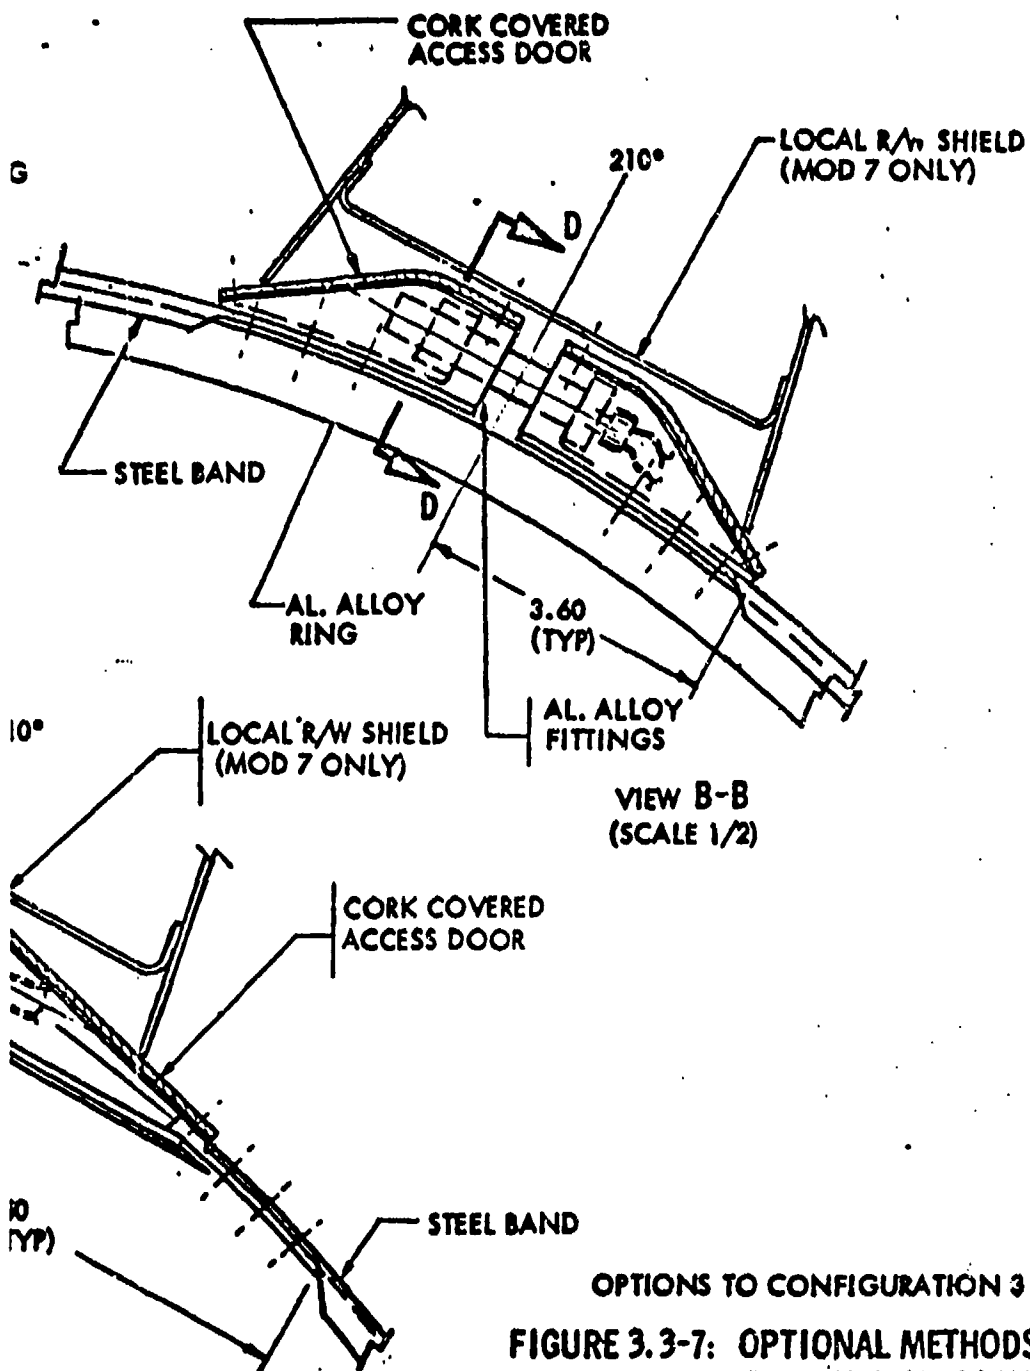 CORK COVERED
ACCESS DOOR
LOCAL R/n SHIELD
(MOD 7 ONLY)
210°
G
D
STEEL BAND
D
AL. ALLOY
RING
3.60
(TYP)
AL. ALLOY
FITTINGS
10°
LOCAL R/W SHIELD
(MOD 7 ONLY)
VIEW B-B
(SCALE 1/2)
CORK COVERED
ACCESS DOOR
TYP)
STEEL BAND
OPTIONS TO CONFIGURATION 3
FIGURE 3.3-7: OPTIONAL METHODS